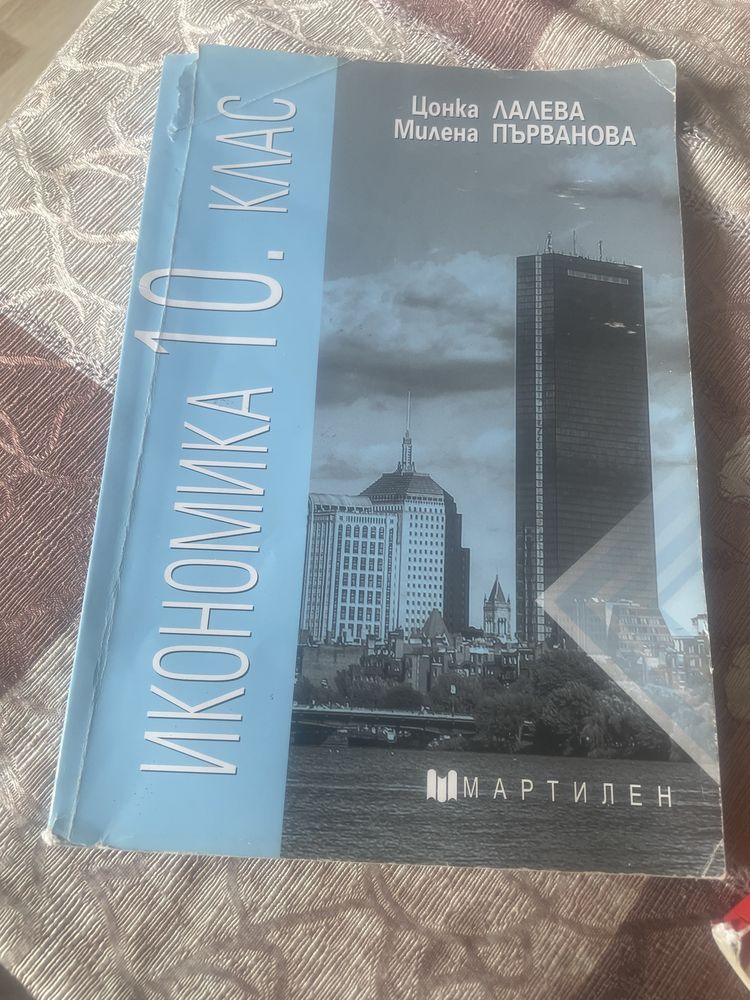 Цонка ЛАЛЕВА
Милена ПЪРВАНОВА
ИКОНОМИКА 10. КЛАС
МАРТИЛЕН